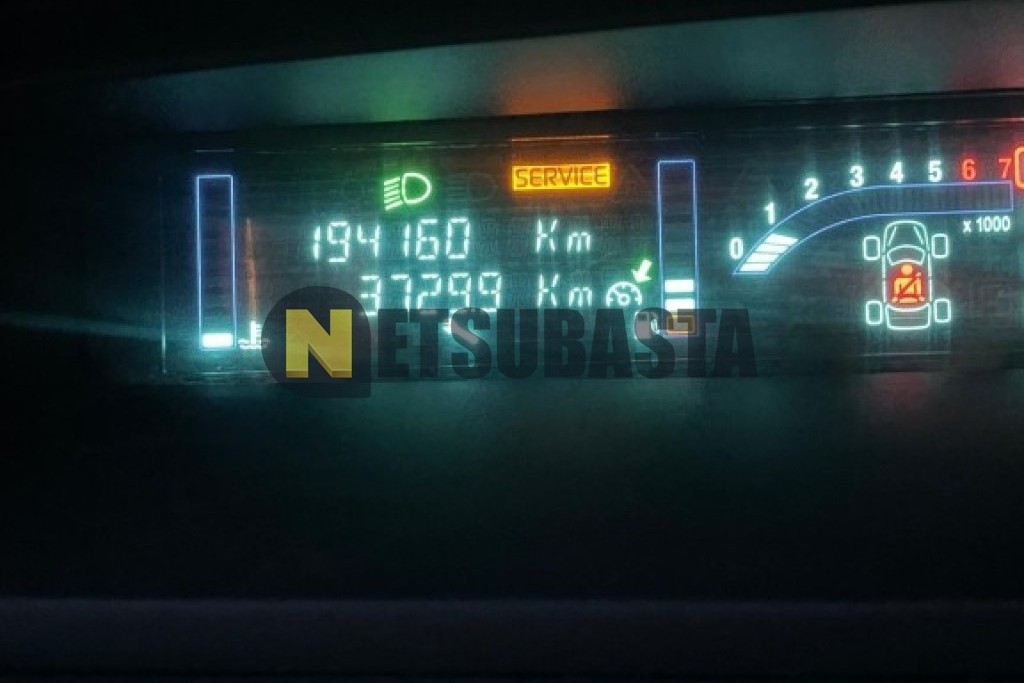 SERVICE
194160 Km
37299 Km
0 1 2 3 4 5 6 7
x 1000
NETSUBASTA